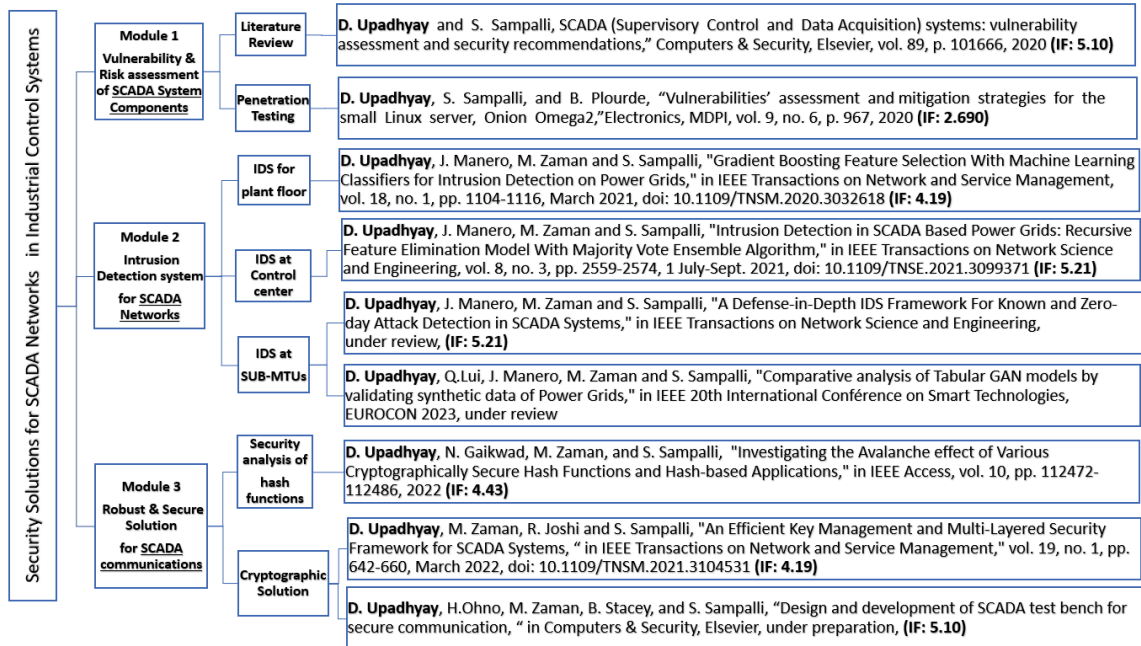 Security Solutions for SCADA Networks in Industrial Control Systems
Module 1
Vulnerability &
Risk assessment
of SCADA System
Components
Literature
Review
D. Upadhyay and S. Sampalli, SCADA (Supervisory Control and Data Acquisition) systems: vulnerability
assessment and security recommendations,” Computers & Security, Elsevier, vol. 89, p. 101666, 2020 (IF: 5.10)
Penetration
Testing
D. Upadhyay, S. Sampalli, and B. Plourde, “Vulnerabilities’ assessment and mitigation strategies for the
small Linux server, Onion Omega2,”Electronics, MDPI, vol. 9, no. 6, p. 967, 2020 (IF: 2.690)
Module 2
Intrusion
Detection system
for SCADA
Networks
IDS for
plant floor
D. Upadhyay, J. Manero, M. Zaman and S. Sampalli, "Gradient Boosting Feature Selection With Machine Learning
Classifiers for Intrusion Detection on Power Grids," in IEEE Transactions on Network and Service Management,
vol. 18, no. 1, pp. 1104-1116, March 2021, doi: 10.1109/TNSM.2020.3032618 (IF: 4.19)
IDS at
Control
center
D. Upadhyay, J. Manero, M. Zaman and S. Sampalli, "Intrusion Detection in SCADA Based Power Grids: Recursive
Feature Elimination Model With Majority Vote Ensemble Algorithm," in IEEE Transactions on Network Science
and Engineering, vol. 8, no. 3, pp. 2559-2574, 1 July-Sept. 2021, doi: 10.1109/TNSE.2021.3099371 (IF: 5.21)
IDS at
SUB-MTUs
D. Upadhyay, J. Manero, M. Zaman and S. Sampalli, "A Defense-in-Depth IDS Framework For Known and Zero-
day Attack Detection in SCADA Systems," in IEEE Transactions on Network Science and Engineering,
under review, (IF: 5.21)
D. Upadhyay, Q.Lui, J. Manero, M. Zaman and S. Sampalli, "Comparative analysis of Tabular GAN models by
validating synthetic data of Power Grids," in IEEE 20th International Conférence on Smart Technologies,
EUROCON 2023, under review
Module 3
Robust & Secure
Solution
for SCADA
communications
Security
analysis of
hash
functions
D. Upadhyay, N. Gaikwad, M. Zaman, and S. Sampalli, "Investigating the Avalanche effect of Various
Cryptographically Secure Hash Functions and Hash-based Applications," in IEEE Access, vol. 10, pp. 112472-
112486, 2022 (IF: 4.43)
Cryptographic
Solution
D. Upadhyay, M. Zaman, R. Joshi and S. Sampalli, "An Efficient Key Management and Multi-Layered Security
Framework for SCADA Systems, “ in IEEE Transactions on Network and Service Management," vol. 19, no. 1, pp.
642-660, March 2022, doi: 10.1109/TNSM.2021.3104531 (IF: 4.19)
D. Upadhyay, H.Ohno, M. Zaman, B. Stacey, and S. Sampalli, “Design and development of SCADA test bench for
secure communication, “ in Computers & Security, Elsevier, under preparation, (IF: 5.10)